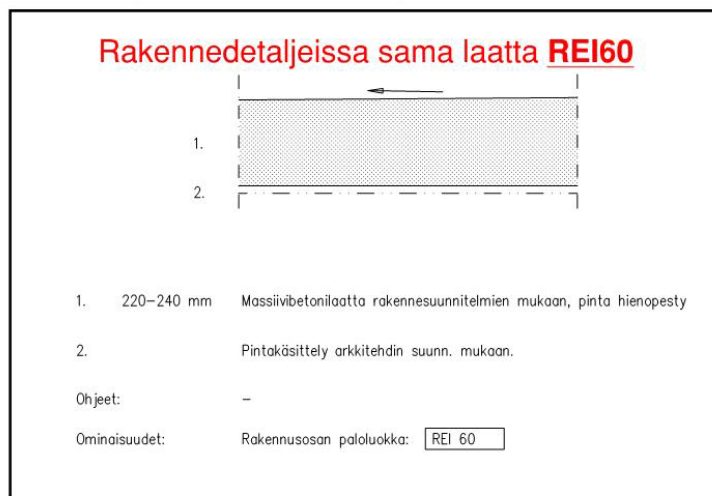 Rakennedetaljeissa sama laatta REI60
1.
2.
1. 220-240 mm Massiivibetonilaatta rakennesuunnitelmien mukaan, pinta hienopesty
2. Pintakäsittely arkkitehdin suunn. mukaan.
Ohjeet: -
Ominaisuudet: Rakennusosan paloluokka: REI 60